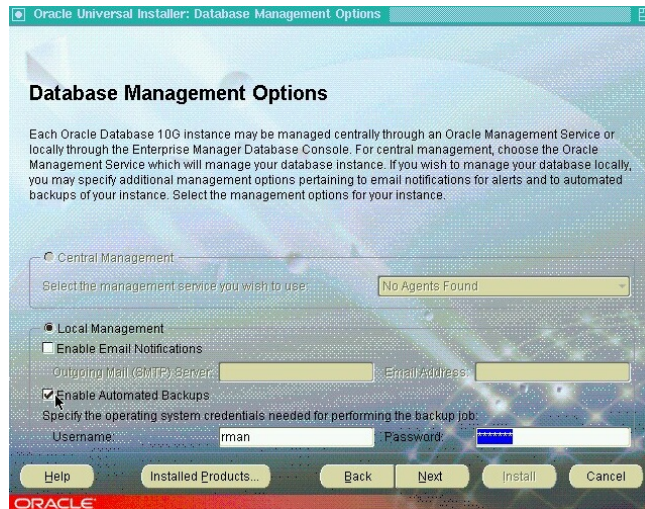 Oracle Universal Installer: Database Management Options
Database Management Options
Each Oracle Database 10G instance may be managed centrally through an Oracle Management Service or
locally through the Enterprise Manager Database Console. For central management, choose the Oracle
Management Service which will manage your database instance. If you wish to manage your database locally,
you may specify additional management options pertaining to email notifications for alerts and to automated
backups of your instance. Select the management options for your instance.
Central Management
Select the management service you wish to use: No Agents Found
Local Management
Enable Email Notifications
Outgoing Mail (SMTP) Server: Email Address:
Enable Automated Backups
Specify the operating system credentials needed for performing the backup job:
Username: rman Password: *******
Help Installed Products... Back Next Install Cancel
ORACLE